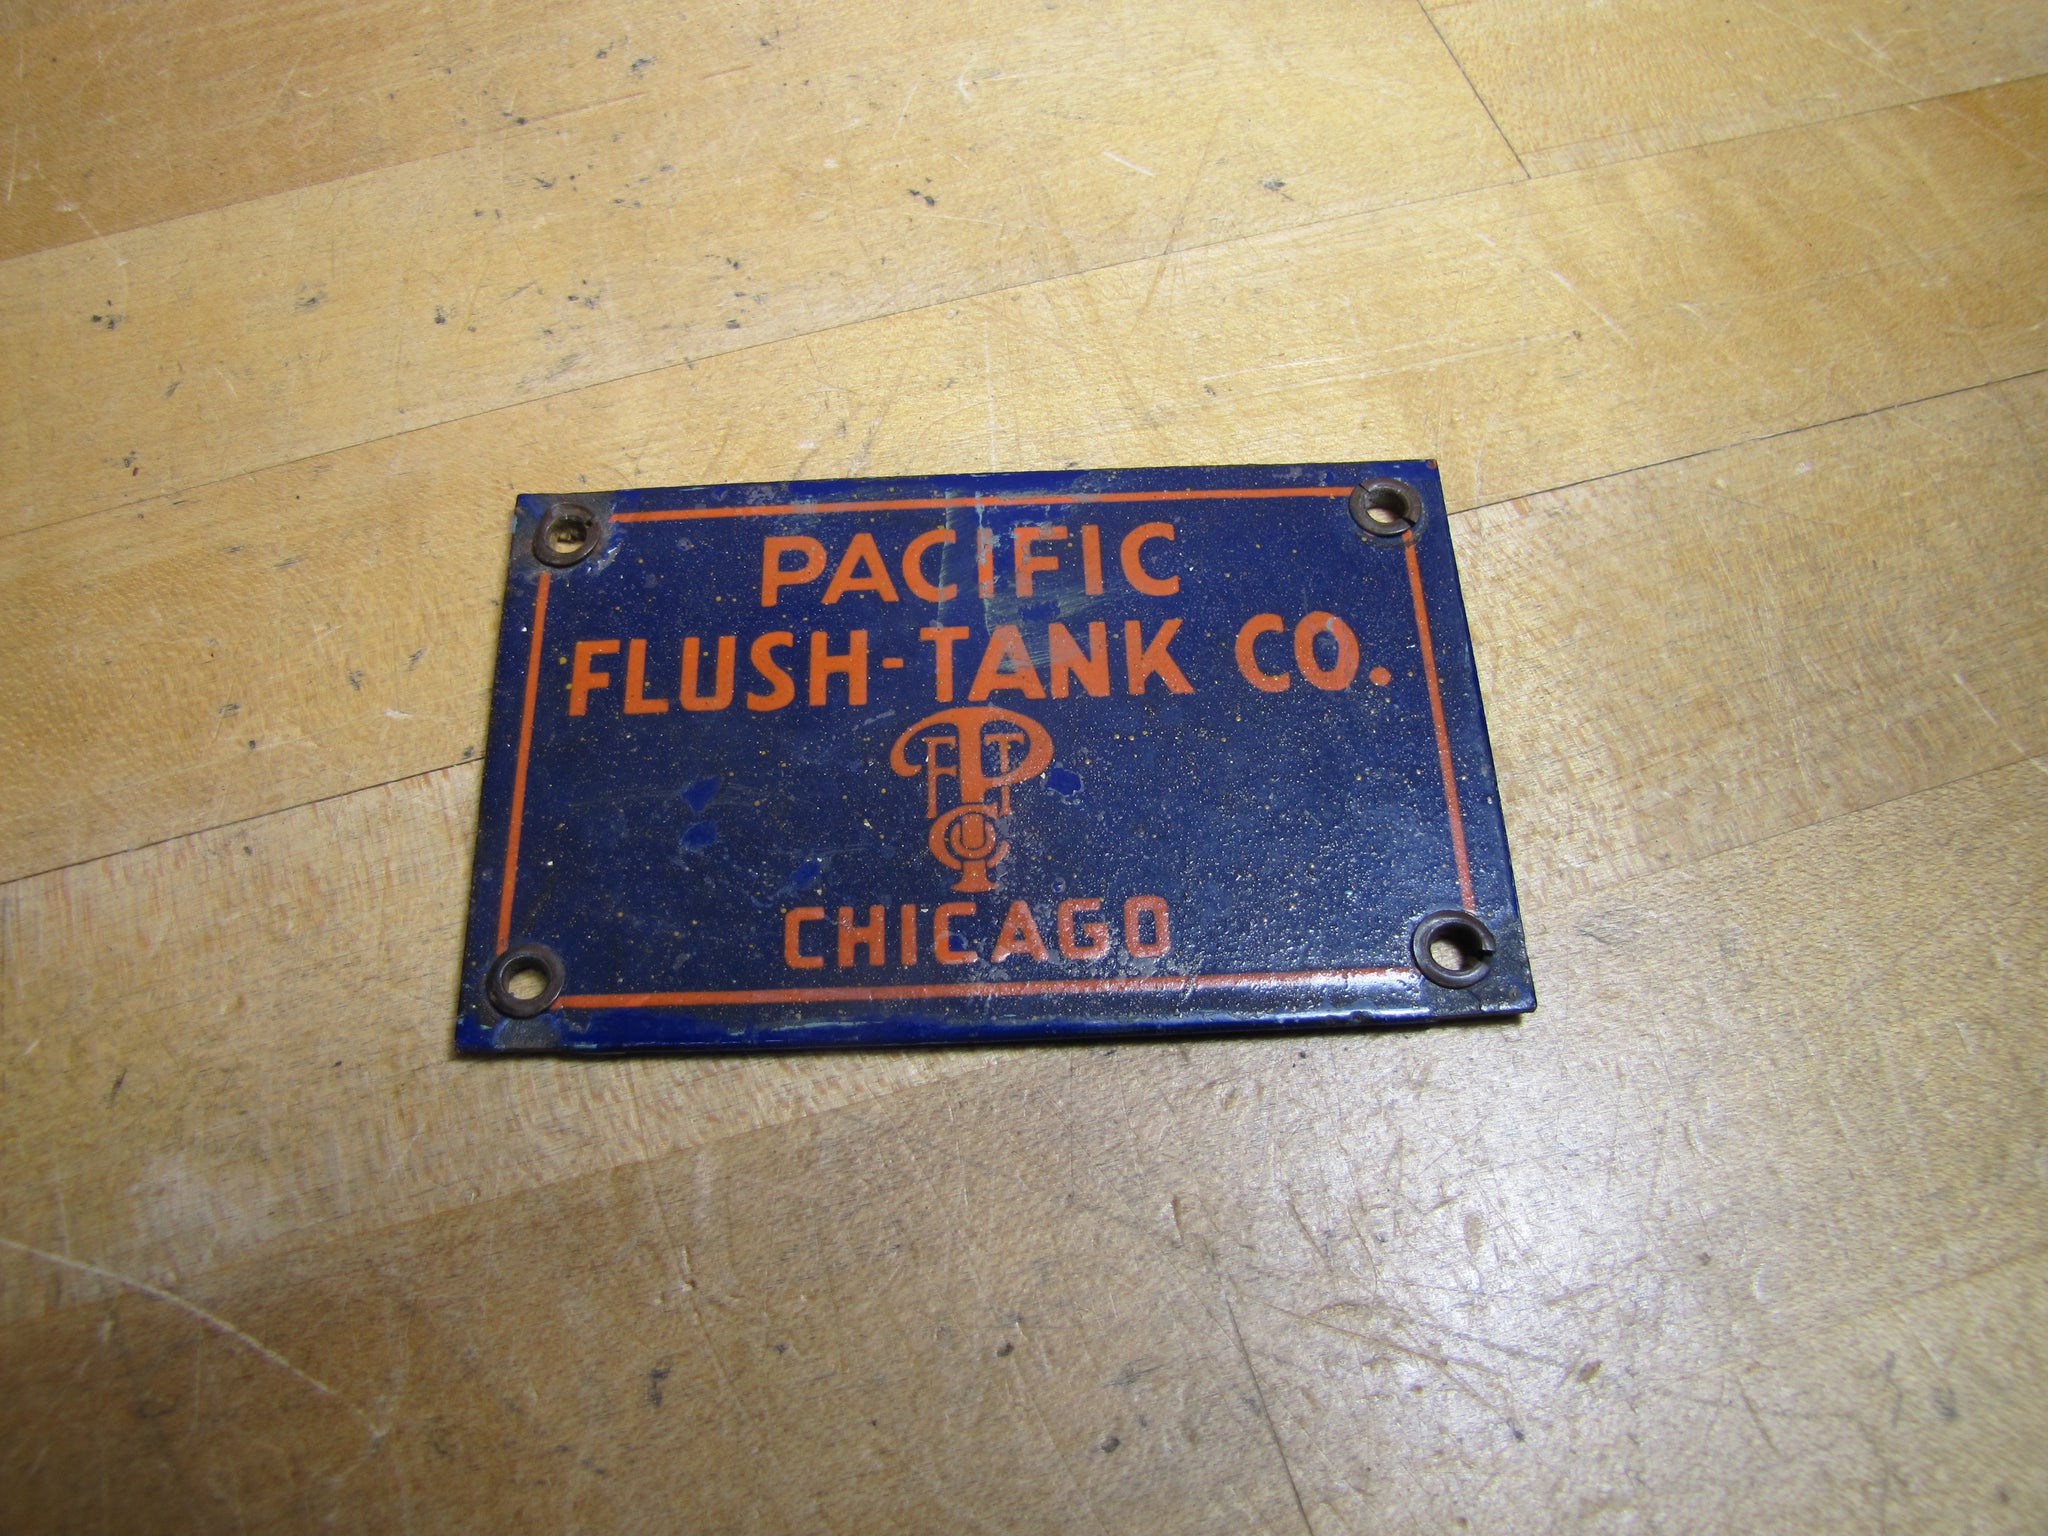 PACIFIC
FLUSH-TANK CO.
CHICAGO